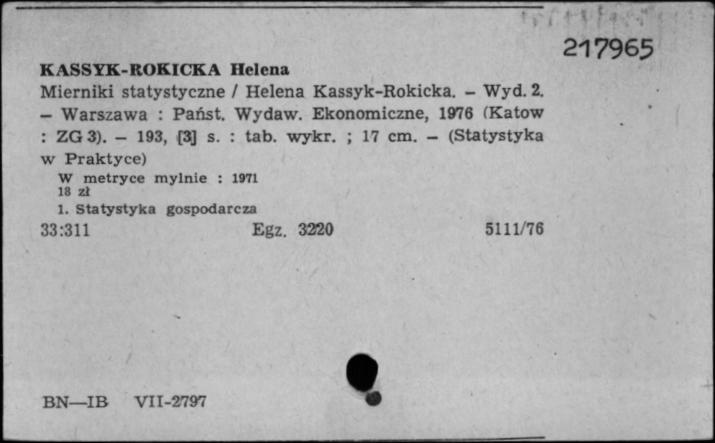 217965
KASSYK-ROKICKA Helena
Mierniki statystyczne / Helena Kassyk-Rokicka. — Wyd. 2.
— Warszawa : Państ. Wydaw. Ekonomiczne, 1976 (Katow
: ZG 3). — 193, [3] s. : tab. wykr. ; 17 cm. — (Statystyka
w Praktyce)
W metryce mylnie : 1971
18 zł
1. Statystyka gospodarcza
33:311 Egz. 3220 5111/76
BN—IB VII-2797